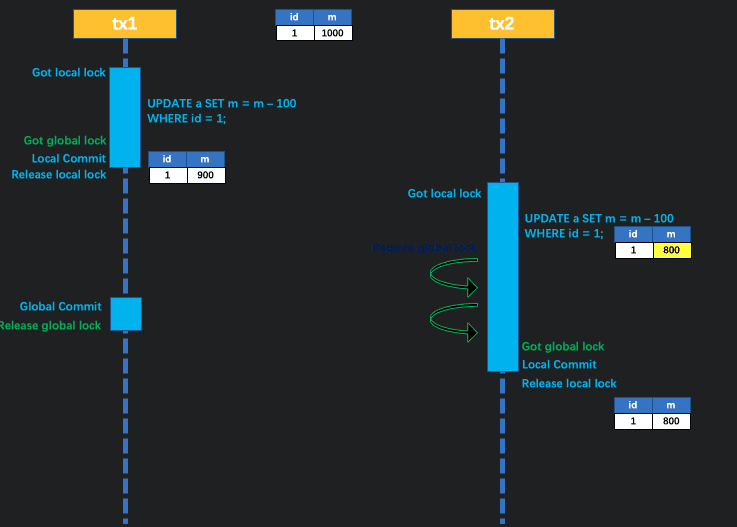 tx1
id m
1 1000
tx2
Got local lock
UPDATE a SET m = m – 100
WHERE id = 1;
Got global lock
Local Commit
Release local lock
id m
1 900
Got local lock
UPDATE a SET m = m – 100
WHERE id = 1;
id m
1 800
global lock
Global Commit
Release global lock
Got global lock
Local Commit
Release local lock
id m
1 800